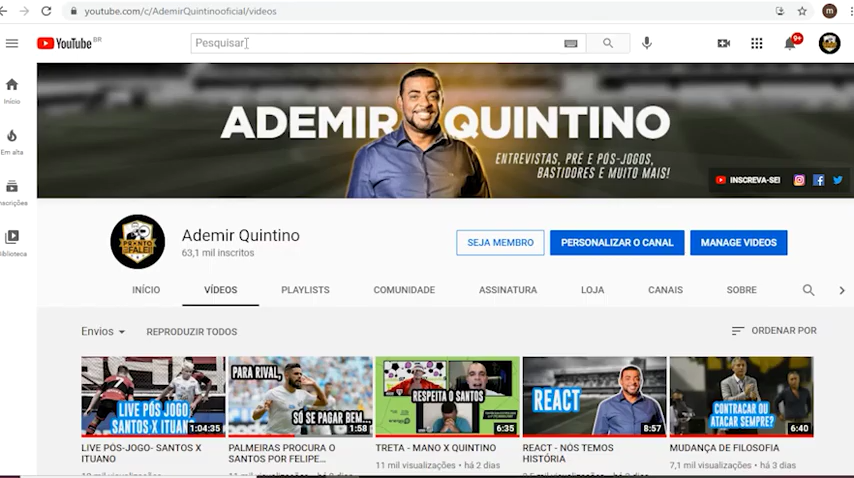 youtube.com/c/AdemirQuintinooficial/videos
m
YouTube BR
Pesquisar
9+
ADEMIR QUINTINO
ENTREVISTAS, PRÉ E PÓS-JOGOS,
BASTIDORES E MUITO MAIS!
INSCREVA-SE!
Início
Em alta
nscrições
iblioteca
PRONTO
FALEI!
Ademir Quintino
63,1 mil inscritos
SEJA MEMBRO
PERSONALIZAR O CANAL
MANAGE VIDEOS
INÍCIO
VÍDEOS
PLAYLISTS
COMUNIDADE
ASSINATURA
LOJA
CANAIS
SOBRE
Envios
REPRODUZIR TODOS
ORDENAR POR
LIVE PÓS JOGO
SANTOS X ITUANO
1:04:35
PARA RIVAL,
SÓ SE PAGAR BEM...
1:58
RESPEITA O SANTOS
6:35
REACT
8:57
CONTRACAR OU
ATACAR SEMPRE?
6:40
LIVE PÓS-JOGO- SANTOS X
ITUANO
PALMEIRAS PROCURA O
SANTOS POR FELIPE...
TRETA - MANO X QUINTINO
11 mil visualizações • há 2 dias
REACT - NOS TEMOS
HISTÓRIA
MUDANÇA DE FILOSOFIA
7,1 mil visualizações • há 3 dias